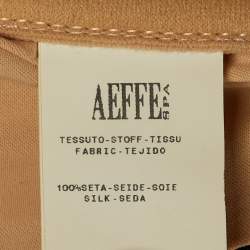 AEFFE SPA
TESSUTO-STOFF-TISSU
FABRIC-TEJIDO
100%SETA-SEIDE-SOIE
SILK-SEDA